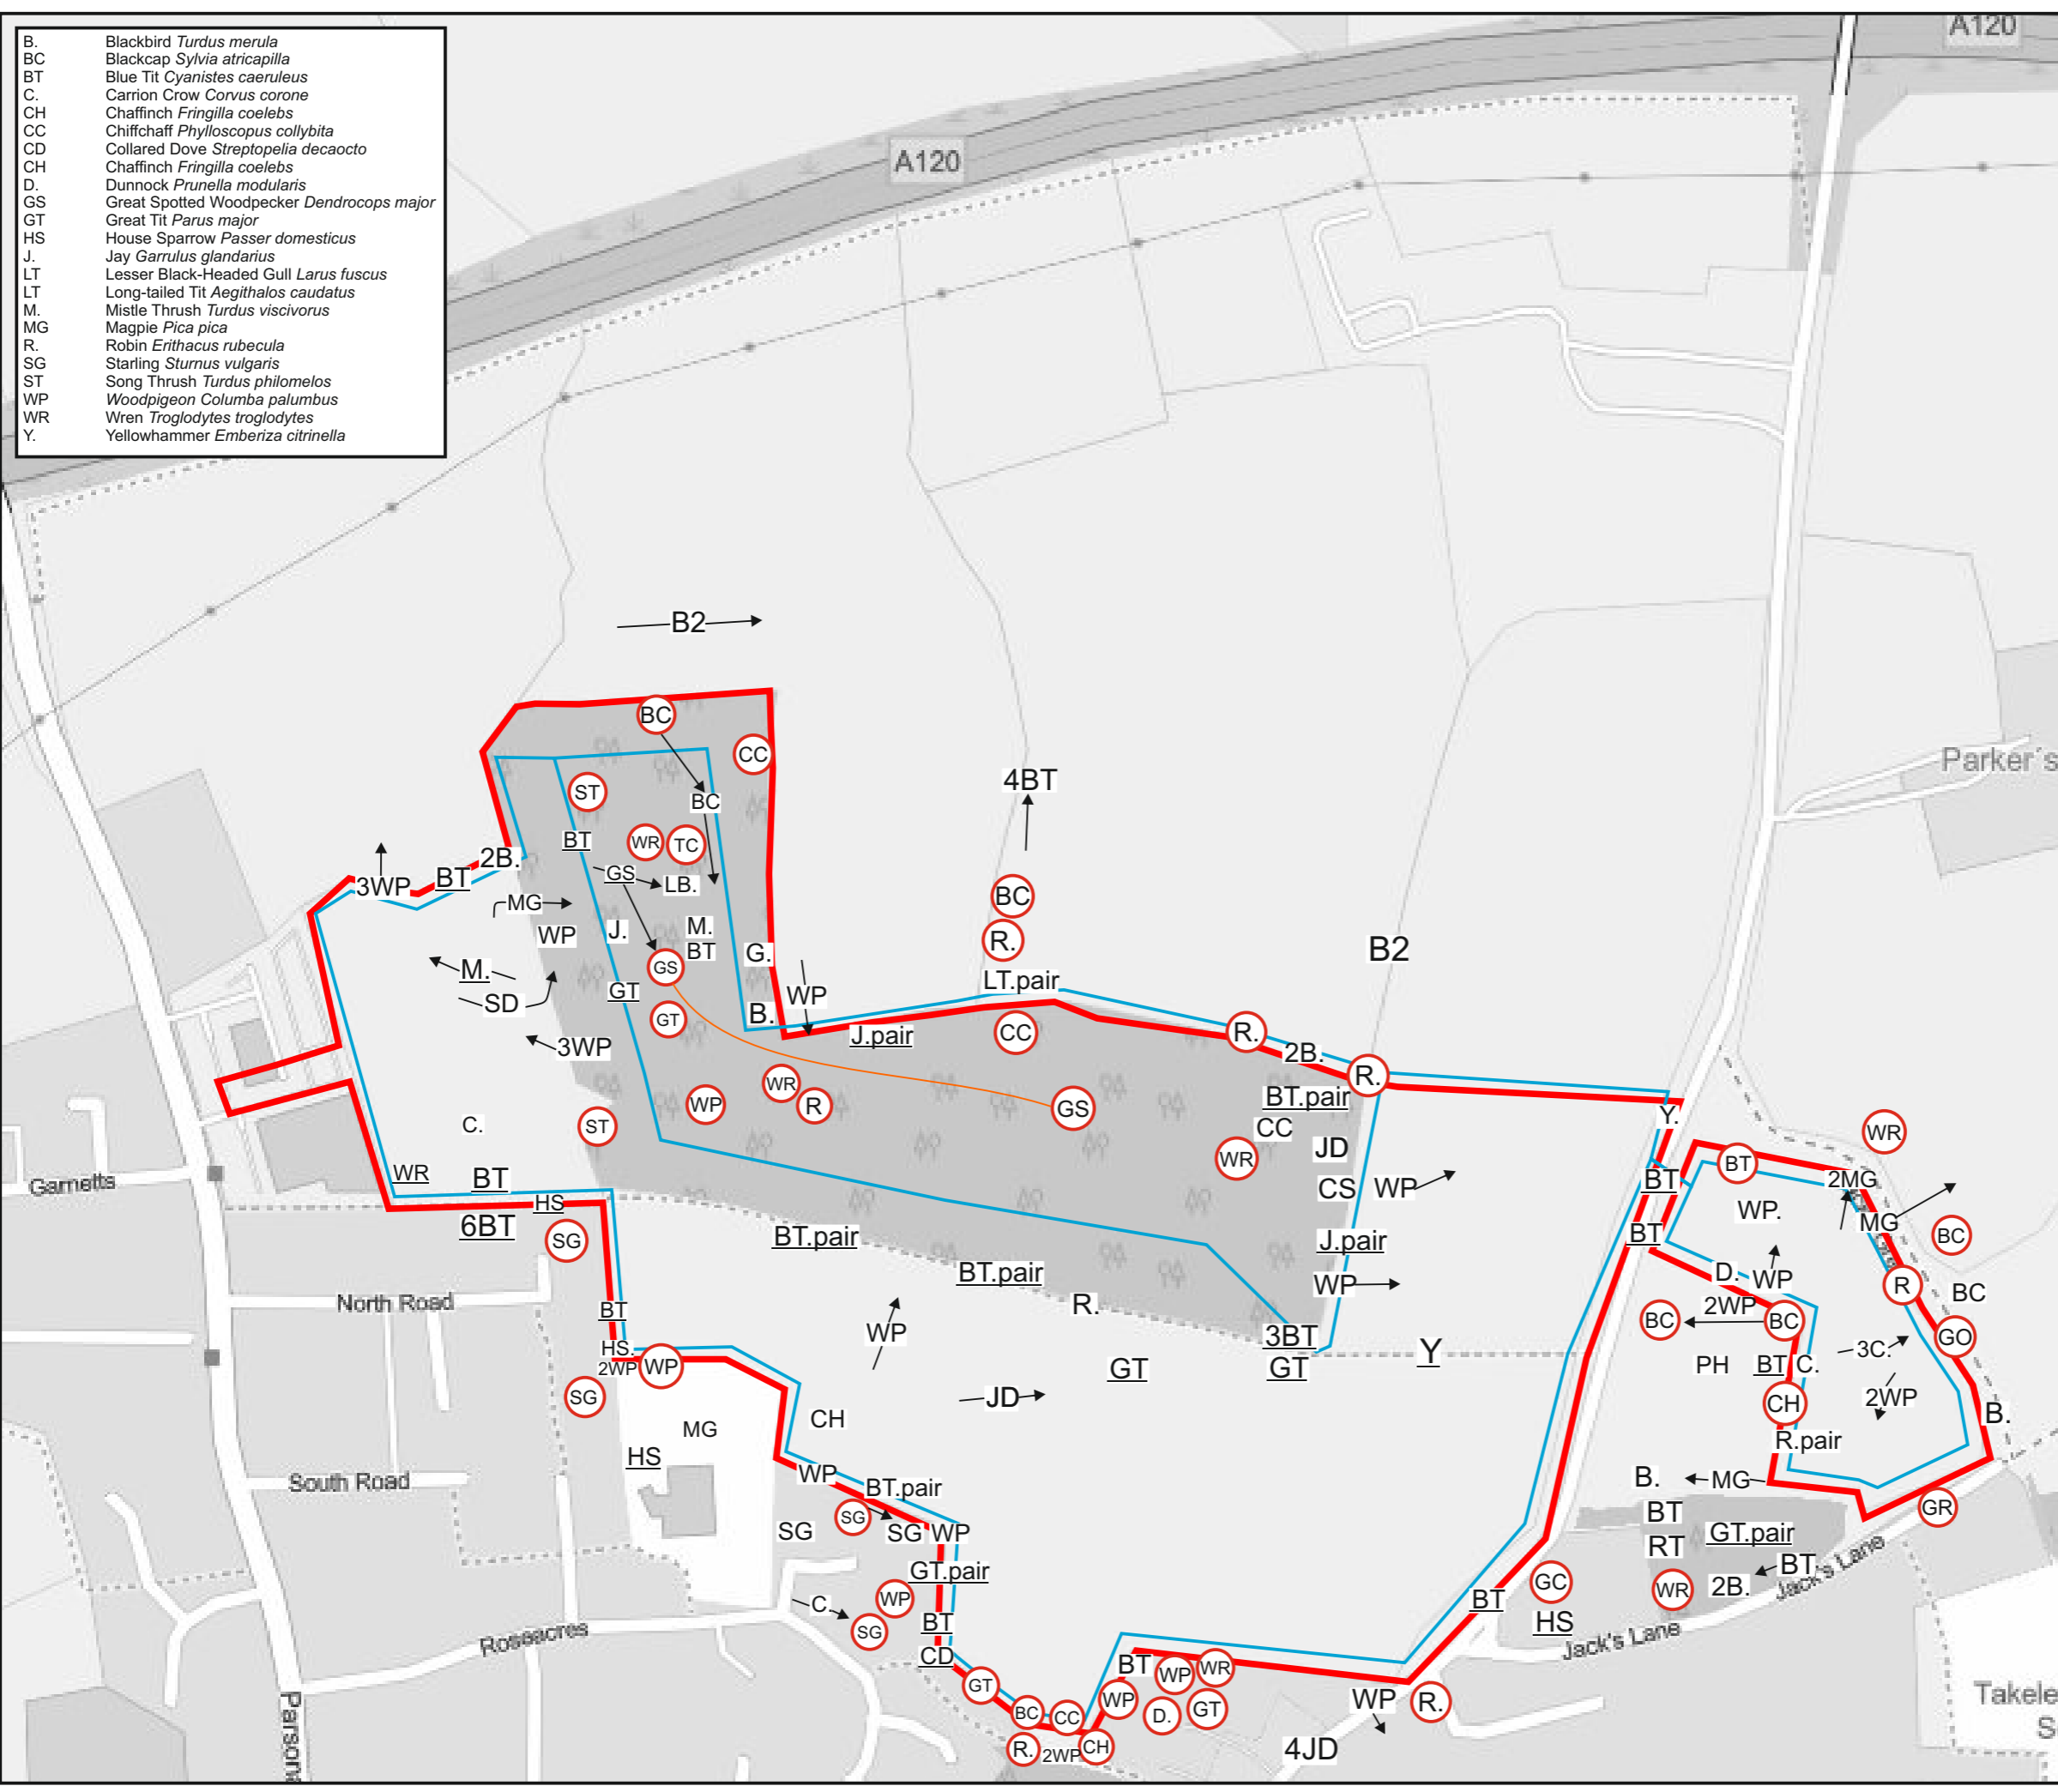 A120
B. Blackbird Turdus merula
BC Blackcap Sylvia atricapilla
BT Blue Tit Cyanistes caeruleus
C. Carrion Crow Corvus corone
CH Chaffinch Fringilla coelebs
CC Chiffchaff Phylloscopus collybita
CD Collared Dove Streptopelia decaocto
CH Chaffinch Fringilla coelebs
D. Dunnock Prunella modularis
GS Great Spotted Woodpecker Dendrocops major
GT Great Tit Parus major
HS House Sparrow Passer domesticus
J. Jay Garrulus glandarius
LT Lesser Black-Headed Gull Larus fuscus
LT Long-tailed Tit Aegithalos caudatus
M. Mistle Thrush Turdus viscivorus
MG Magpie Pica pica
R. Robin Erithacus rubecula
SG Starling Sturnus vulgaris
ST Song Thrush Turdus philomelos
WP Woodpigeon Columba palumbus
WR Wren Troglodytes troglodytes
Y. Yellowhammer Emberiza citrinella
A120
B2
BC
CC
Parker's
4BT
ST
BC
BT
WR
TC
2B.
GS
LB.
3WP
BT
BC
MG
J.
M.
WP
BT
G.
R.
B2
M.
GS
LT.pair
SD
GT
WP
B.
GT
J.pair
CC
R.
3WP
2B.
R.
WR
R
WP
GS
BT.pair
Y.
C.
ST
CC
WR
JD
WR
BT
WR
BT
CS
WP
BT
2MG
Garnetts
HS
WP.
MG
6BT
SG
BT.pair
J.pair
BT
BC
BT.pair
WP
D.
WP
R
BC
North Road
BT
R.
2WP
BC
BC
WP
3BT
GO
HS.
Y
3C.
2WP
WP
GT
GT
PH
BT
C.
SG
JD
2WP
CH
CH
B.
MG
R.pair
HS
WP
B.
MG
South Road
BT.pair
SG
GR
SG
SG
WP
BT
GT.pair
RT
GT.pair
BT.
GC
WR
2B.
Jack's Lane
WP
BT
C.
SG
BT
HS
Roseacres
Jack's Lane
CD
BT
WP
WR
GT
WP
Takele
BC
CC
D.
GT
WP
R.
S
Parsona
R.
2WP
CH
4JD